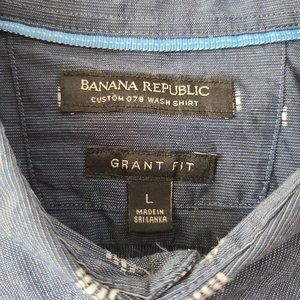 BANANA REPUBLIC
CUSTOM 078 WASH SHIRT
GRANT FIT
L
MADE IN
SRI LANKA